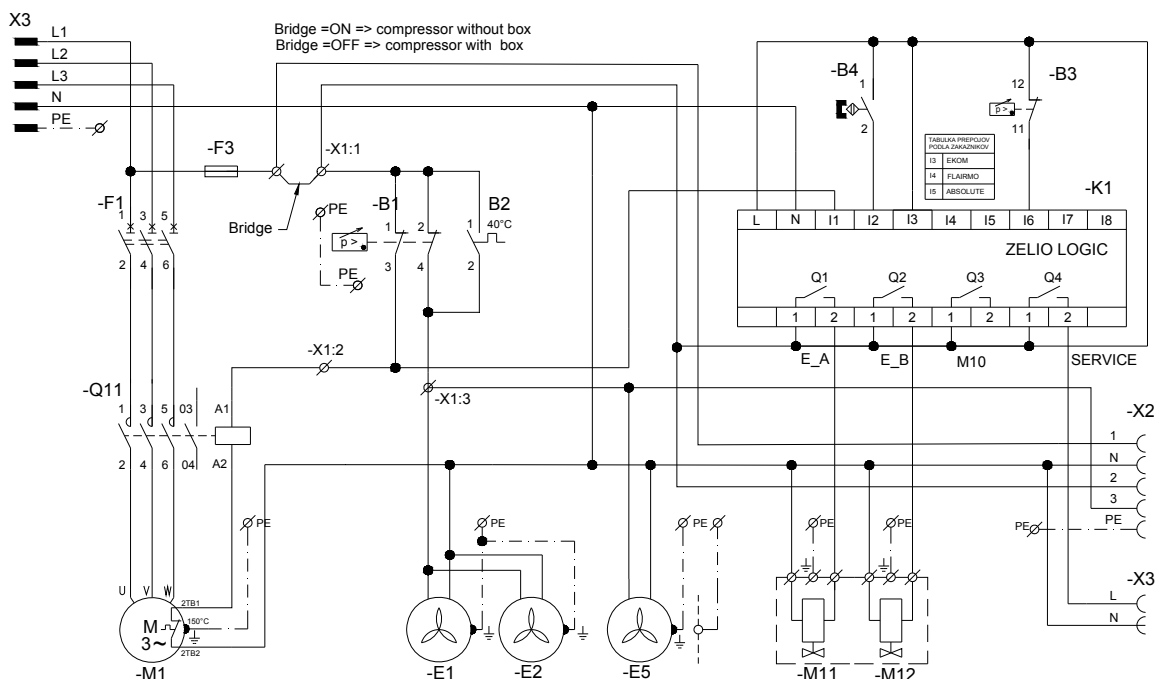 X3
L1
L2
L3
N
PE
Bridge =ON => compressor without box
Bridge =OFF => compressor with box
-F3
-X1:1
Bridge
PE
PE
-F1
1 3 5
2 4 6
-B1
1 2
p >
3 4
B2
40°C
1
2
-B4
1
2
-B3
12
p >
11
TABULKA PREPOJOV
PODLA ZAKAZNIKOV
I3 EKOM
I4 FLAIRMO
I5 ABSOLUTE
-K1
L N I1 I2 I3 I4 I5 I6 I7 I8
ZELIO LOGIC
Q1 Q2 Q3 Q4
1 2 1 2 1 2 1 2
E_A E_B M10 SERVICE
-X1:2
-X1:3
-Q11
1 3 5 03 A1
2 4 6 04 A2
-X2
1
N
2
3
PE
PE
-X3
L
N
PE
PE
PE
PE
PE
U V W
2TB1
150°C
M
3~
2TB2
-M1
-E1
-E2
-E5
-M11
-M12